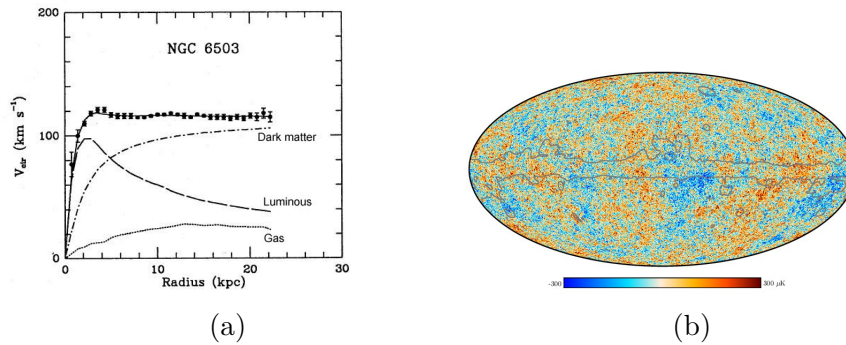 200
NGC 6503
100
0
V_cir (km s⁻¹)
Dark matter
Luminous
Gas
0 10 20 30
Radius (kpc)
-300 300 μK
(a) (b)